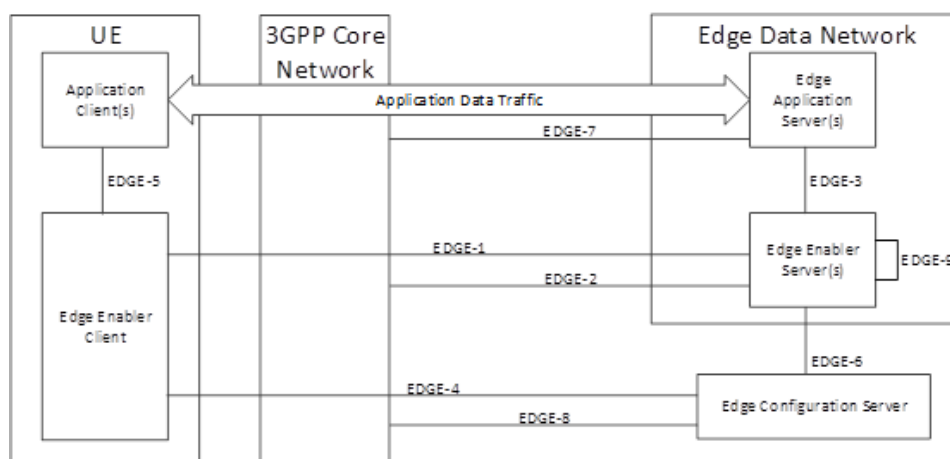 UE
3GPP Core
Network
Edge Data Network
Application
Client(s)
Application Data Traffic
Edge
Application
Server(s)
EDGE-7
EDGE-5
EDGE-3
EDGE-1
Edge Enabler
Server(s)
EDGE-9
EDGE-2
Edge Enabler
Client
EDGE-6
EDGE-4
Edge Configuration Server
EDGE-8